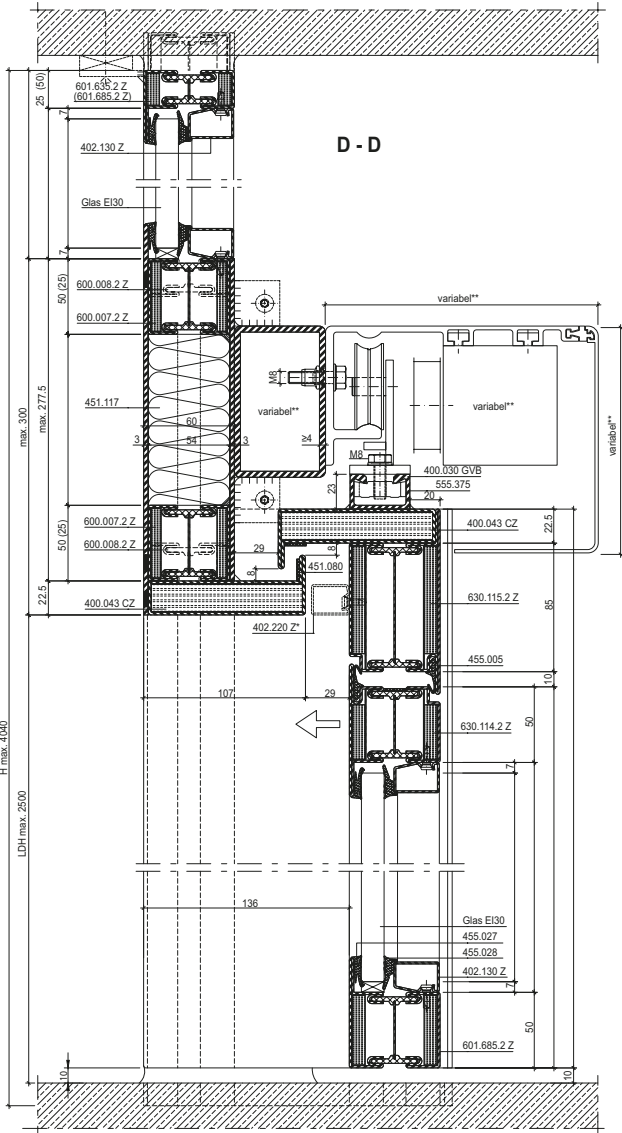 D - D
25 (50)
601.635.2 Z
(601.685.2 Z)
7
402.130 Z
Glas EI30
7
50 (25)
600.008.2 Z
600.007.2 Z
variabel**
max. 300
max. 277.5
451.117
M8
variabel**
variabel**
variabel**
60
3
54
3
≥4
M8
400.030 GVB
23
555.375
20
50 (25)
600.007.2 Z
600.008.2 Z
29
8
8
451.080
400.043 CZ
22.5
22.5
400.043 CZ
402.220 Z*
630.115.2 Z
85
455.005
10
107
29
630.114.2 Z
50
7
H max. 4040
LDH max. 2500
136
Glas EI30
455.027
455.028
402.130 Z
7
50
601.685.2 Z
10
10